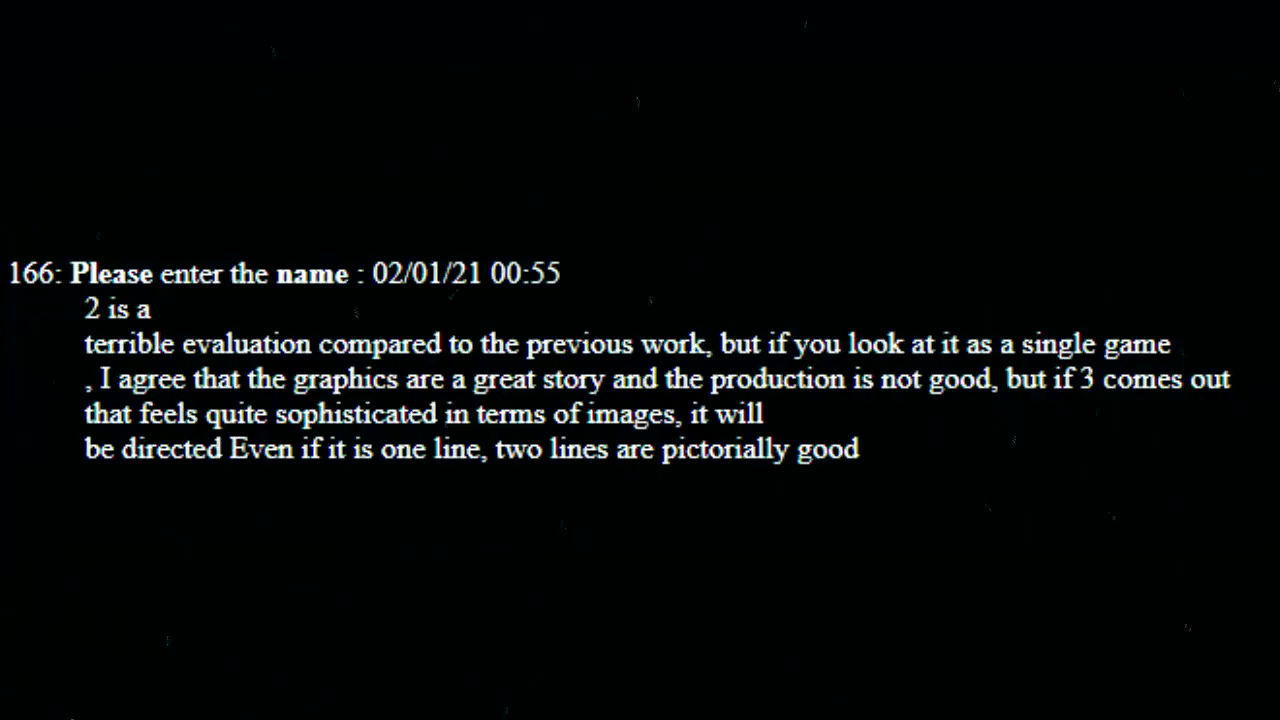 166: Please enter the name : 02/01/21 00:55
2 is a
terrible evaluation compared to the previous work, but if you look at it as a single game
, I agree that the graphics are a great story and the production is not good, but if 3 comes out
that feels quite sophisticated in terms of images, it will
be directed Even if it is one line, two lines are pictorially good